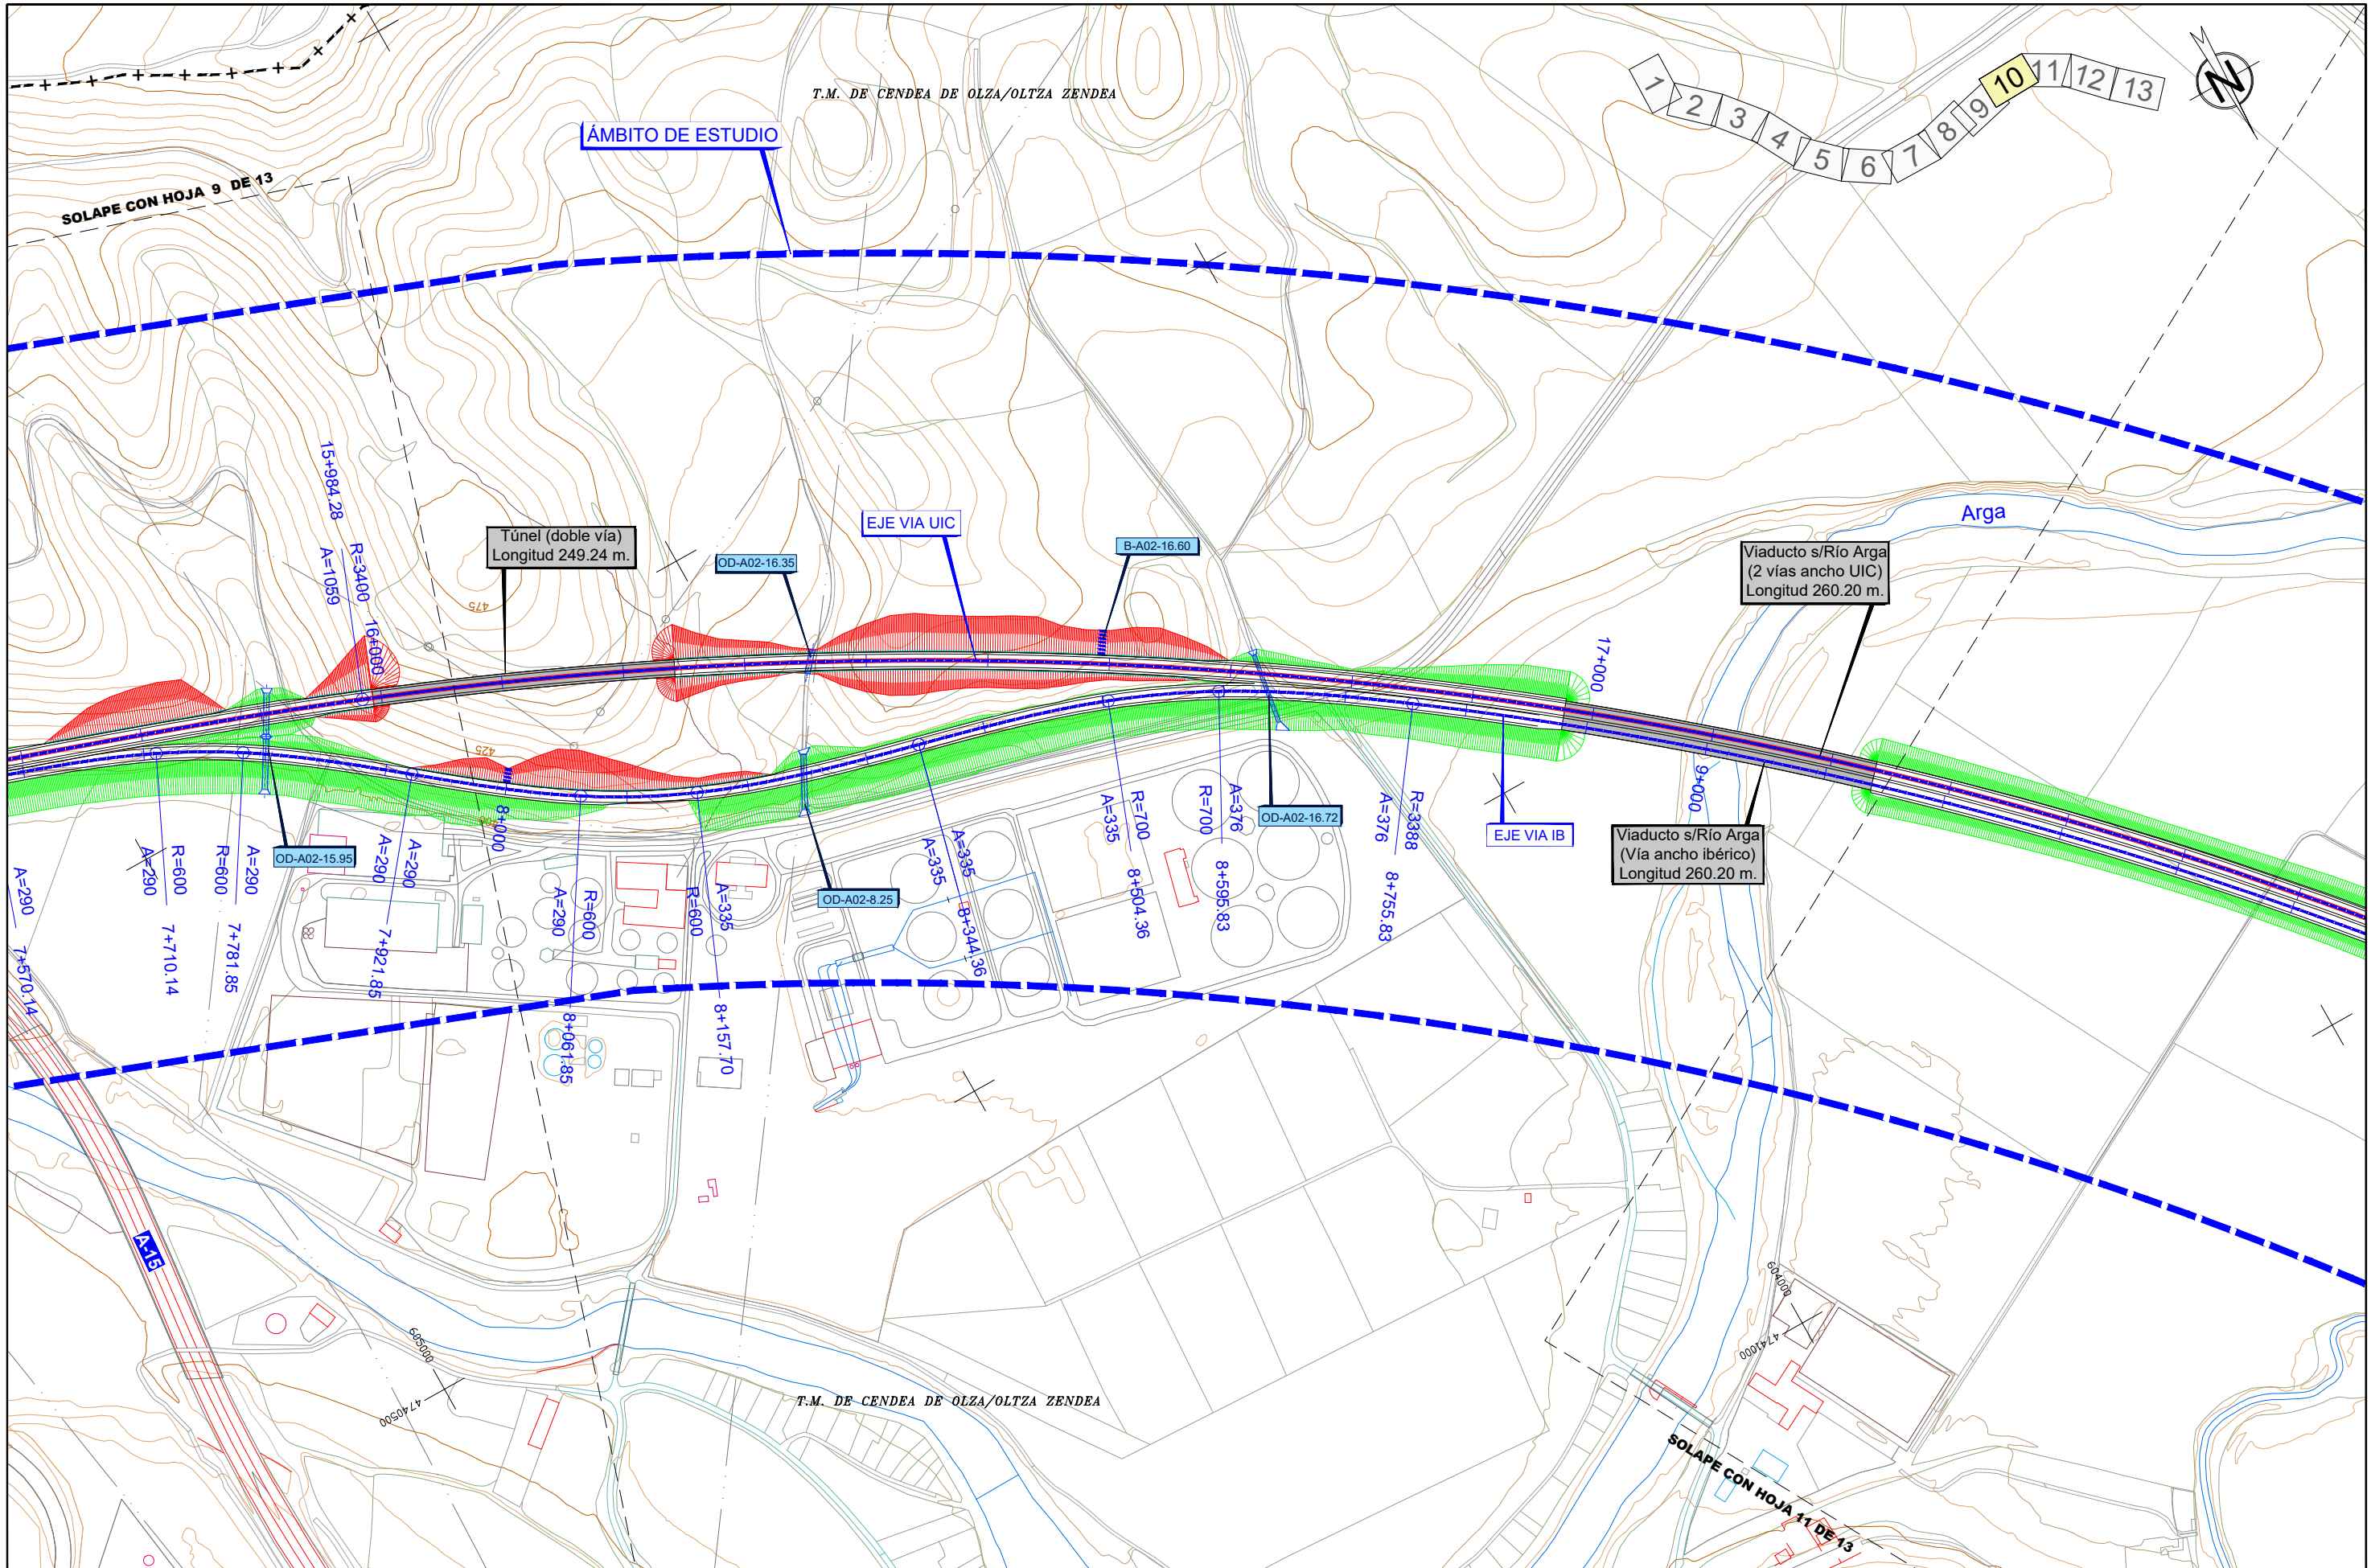 T.M. DE CENDEA DE OLZA/OLTZA ZENDEA
ÁMBITO DE ESTUDIO
1
2
3
4
5
6
7
8
9
10
11
12
13
N
SOLAPE CON HOJA 9 DE 13
15+984.28
A=1059
R=3400
16+000
475
Túnel (doble vía)
Longitud 249.24 m.
OD-A02-16.35
EJE VIA UIC
B-A02-16.60
Arga
Viaducto s/Río Arga
(2 vías ancho UIC)
Longitud 260.20 m.
17+000
425
9+000
8+000
OD-A02-15.95
OD-A02-8.25
OD-A02-16.72
EJE VIA IB
Viaducto s/Río Arga
(Vía ancho ibérico)
Longitud 260.20 m.
A=290
7+570.14
A=290
R=600
7+710.14
R=600
A=290
7+781.85
A=290
A=290
7+921.85
A=290
R=600
8+061.85
R=600
A=335
8+157.70
A=335
A=335
8+344.36
A=335
R=700
8+504.36
R=700
A=376
8+595.83
A=376
R=3388
8+755.83
A-15
605000
4740500
604000
4741000
T.M. DE CENDEA DE OLZA/OLTZA ZENDEA
SOLAPE CON HOJA 11 DE 13